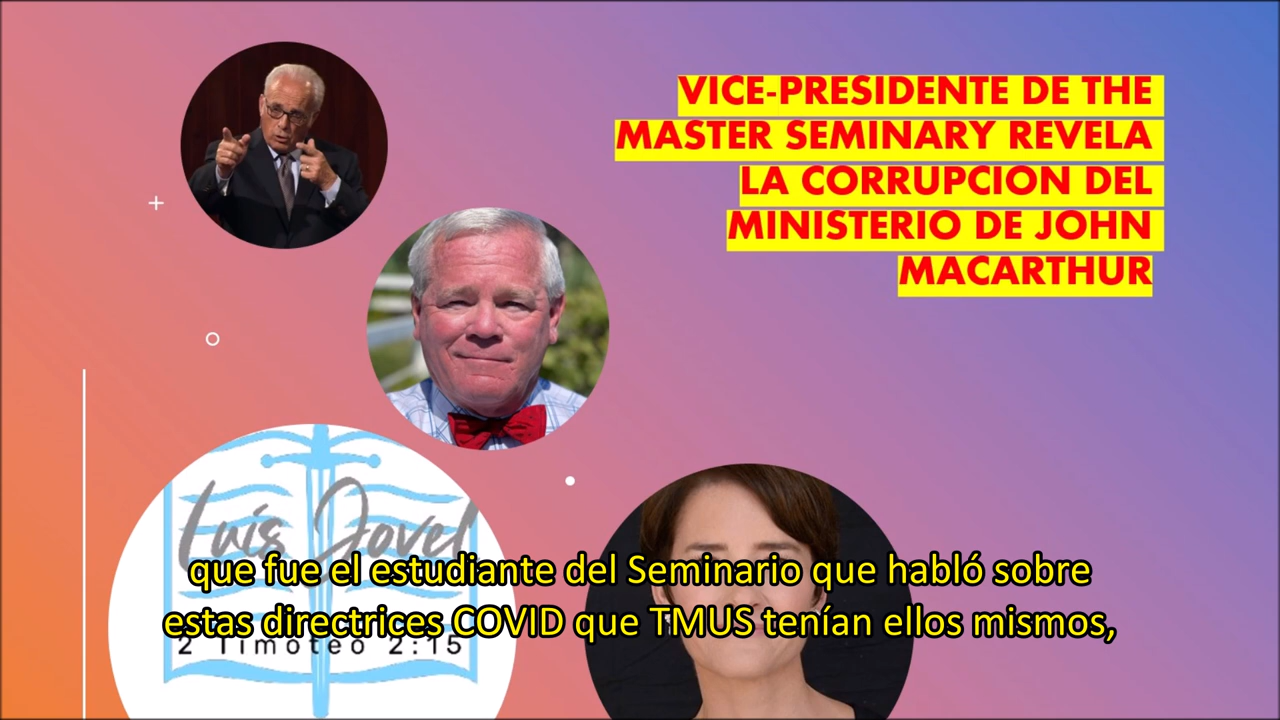 VICE-PRESIDENTE DE THE
MASTER SEMINARY REVELA
LA CORRUPCION DEL
MINISTERIO DE JOHN
MACARTHUR
Luis Jovel
que fue el estudiante del Seminario que habló sobre
estas directrices COVID que TMUS tenían ellos mismos,
2 Timoteo 2:15